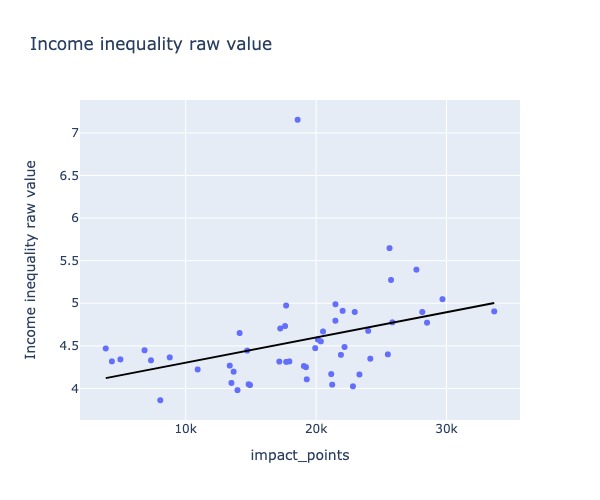 Income inequality raw value
Income inequality raw value
7
6.5
6
5.5
5
4.5
4
10k
20k
30k
impact_points